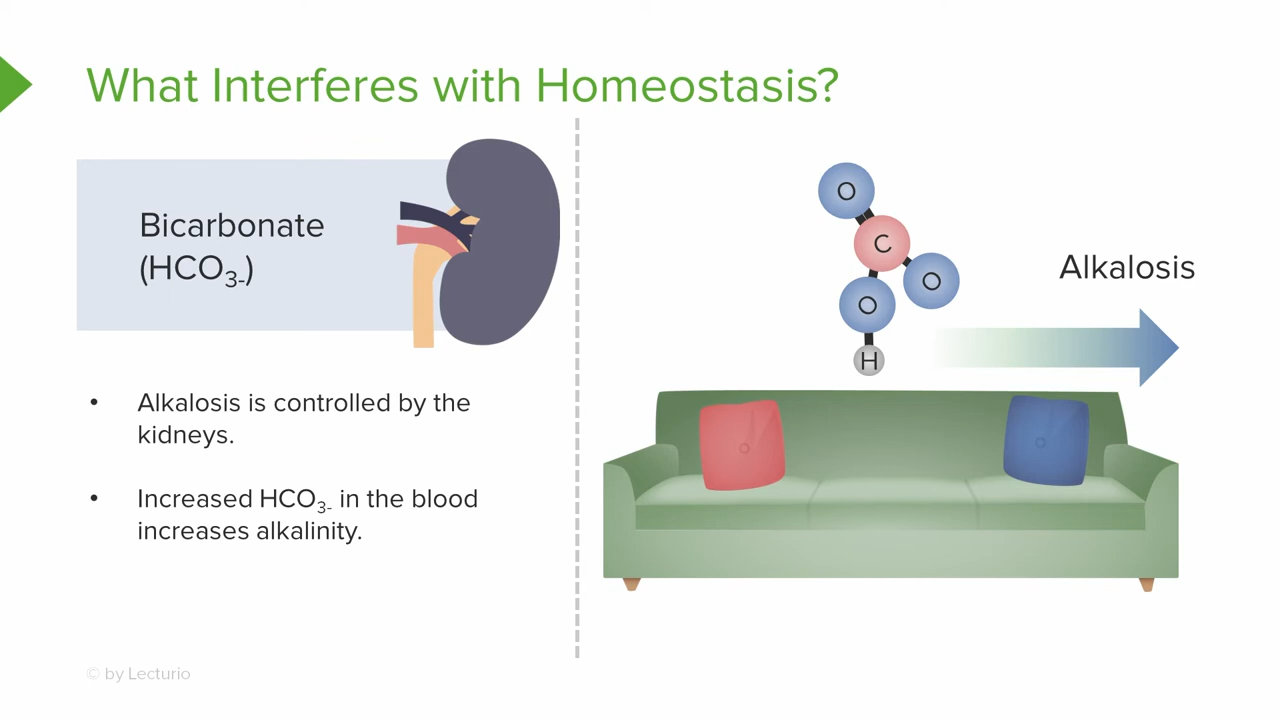 What Interferes with Homeostasis?
Bicarbonate
(HCO₃₋)
• Alkalosis is controlled by the
kidneys.
• Increased HCO₃₋ in the blood
increases alkalinity.
O
C
O
O
H
Alkalosis
© by Lecturio